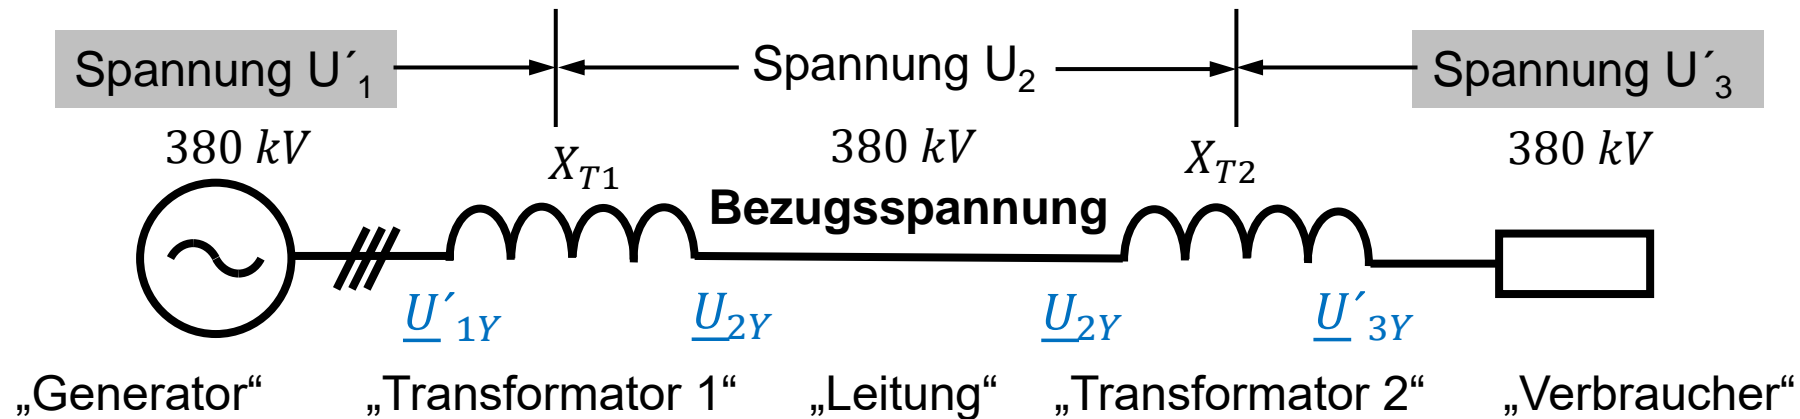 Spannung U´₁ Spannung U₂ Spannung U´₃
380 kV 380 kV 380 kV
X_T1 X_T2
Bezugsspannung
U´₁Y U₂Y U₂Y U´₃Y
„Generator“ „Transformator 1“ „Leitung“ „Transformator 2“ „Verbraucher“